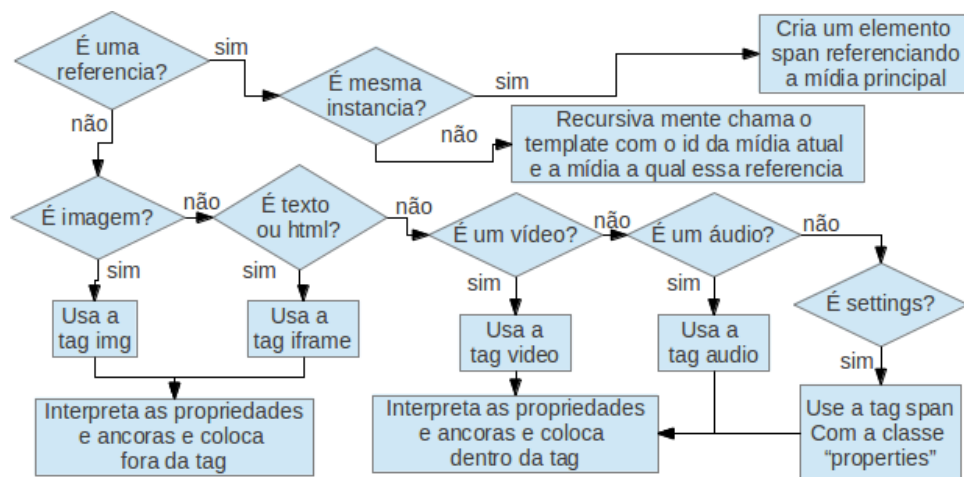 É uma
referencia?
sim
É mesma
instancia?
sim
Cria um elemento
span referenciando
a mídia principal
não
não
Recursiva mente chama o
template com o id da mídia atual
e a mídia a qual essa referencia
É imagem?
não
É texto
ou html?
não
É um vídeo?
não
É um áudio?
não
sim
sim
sim
sim
É settings?
Usa a
tag img
Usa a
tag iframe
Usa a
tag video
Usa a
tag audio
sim
Interpreta as propriedades
e ancoras e coloca
fora da tag
Interpreta as propriedades
e ancoras e coloca
dentro da tag
Use a tag span
Com a classe
“properties”